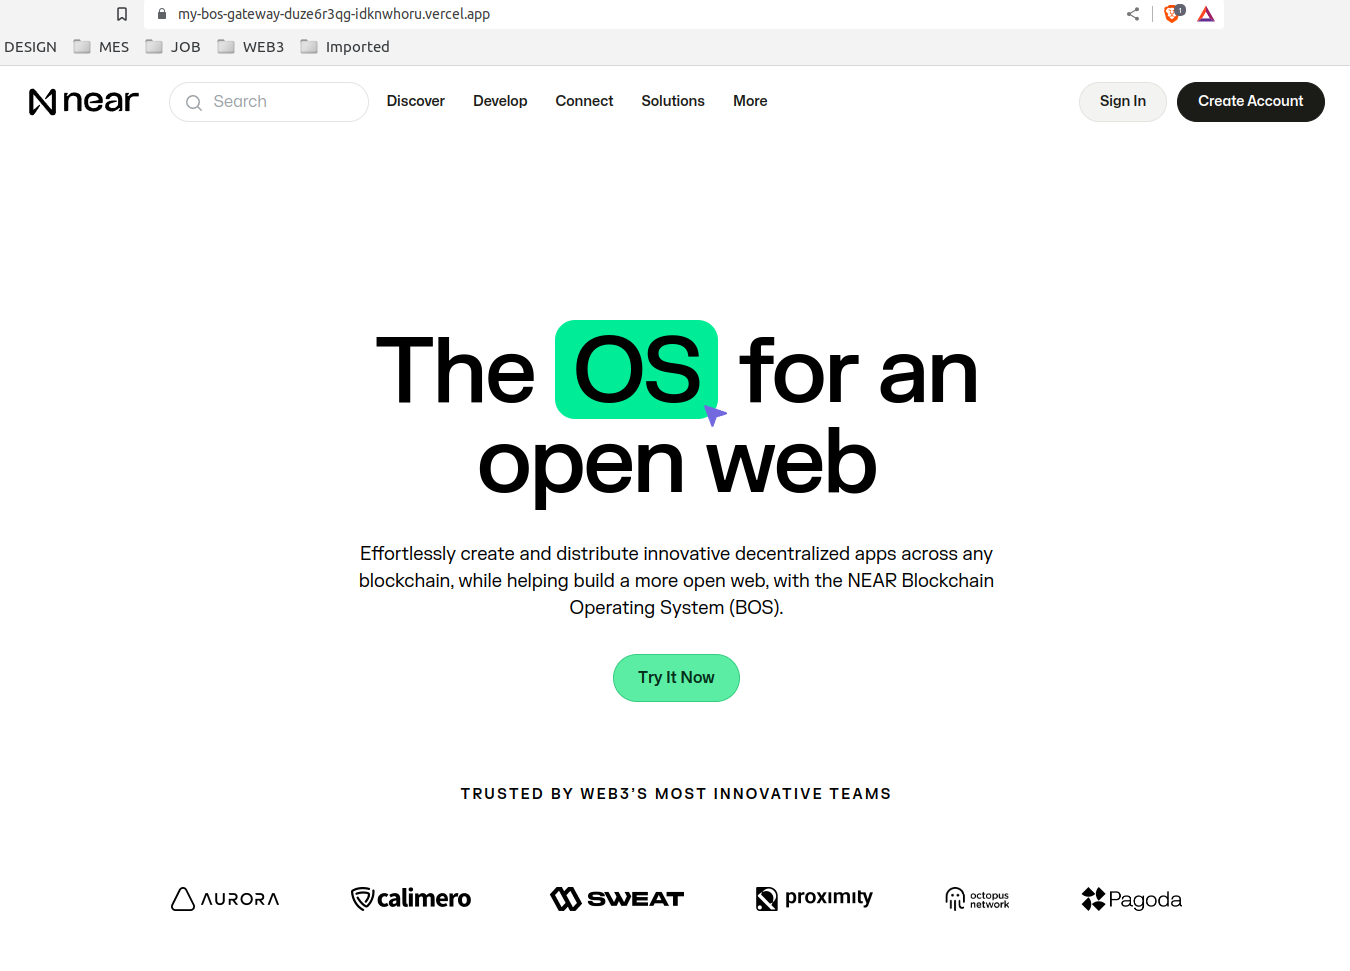 my-bos-gateway-duze6r3qg-idknwhoru.vercel.app
1
DESIGN MES JOB WEB3 Imported
near Search Discover Develop Connect Solutions More Sign In Create Account
The OS for an
open web
Effortlessly create and distribute innovative decentralized apps across any
blockchain, while helping build a more open web, with the NEAR Blockchain
Operating System (BOS).
Try It Now
TRUSTED BY WEB3’S MOST INNOVATIVE TEAMS
AURORA calimero SWEAT proximity octopus network Pagoda